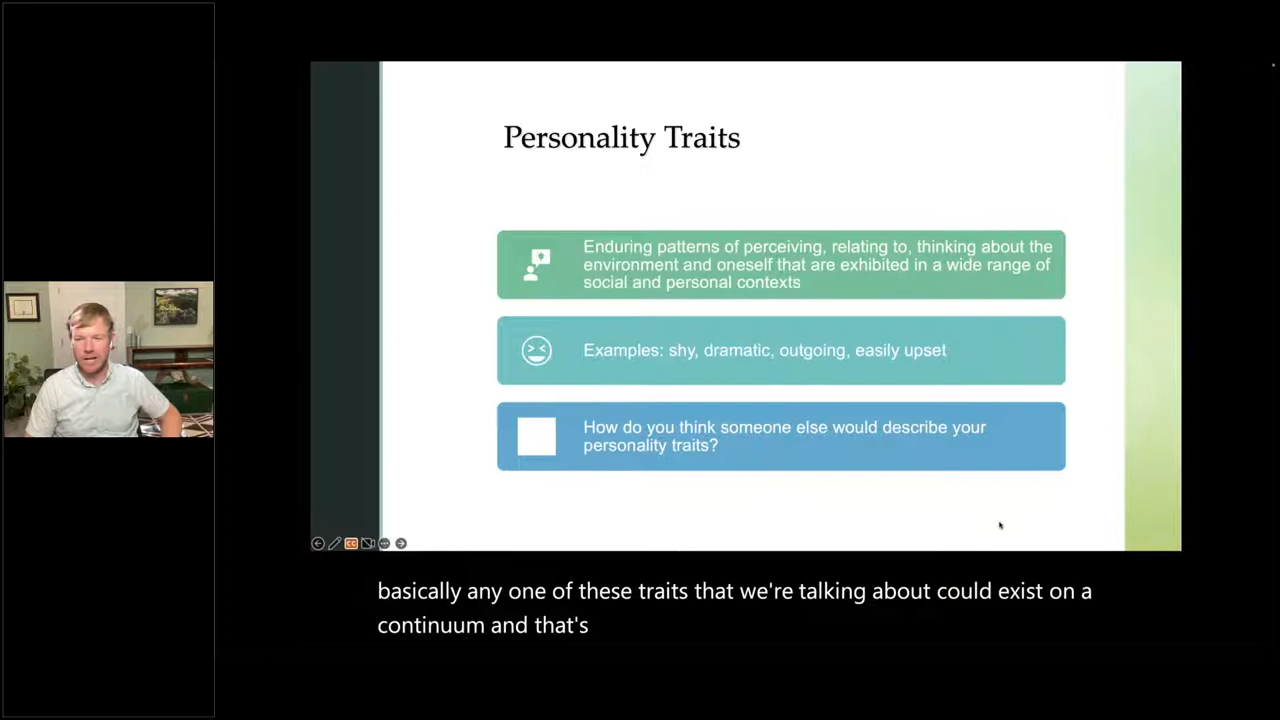 Personality Traits
Enduring patterns of perceiving, relating to, thinking about the
environment and oneself that are exhibited in a wide range of
social and personal contexts
Examples: shy, dramatic, outgoing, easily upset
How do you think someone else would describe your
personality traits?
CC
basically any one of these traits that we're talking about could exist on a
continuum and that's